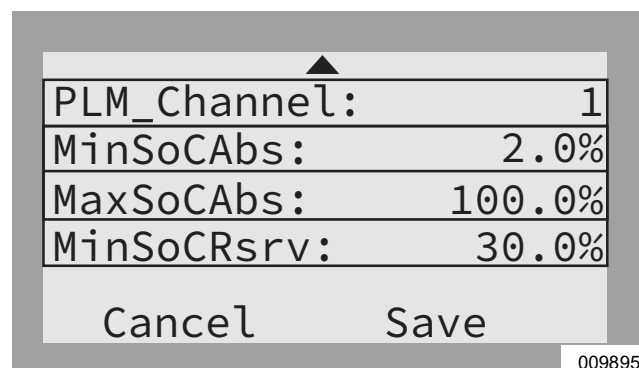 PLM_Channel: 1
MinSoCAbs: 2.0%
MaxSoCAbs: 100.0%
MinSoCRsrv: 30.0%
Cancel Save
009895